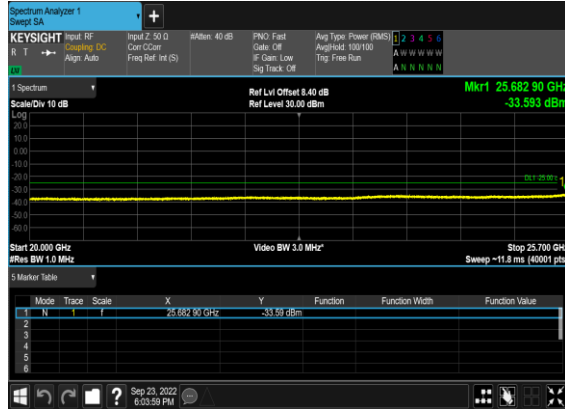 Spectrum Analyzer 1
Swept SA
+
KEYSIGHT Input: RF Input Z: 50 Ω #Atten: 40 dB PNO: Fast Avg Type: Power (RMS) 1 2 3 4 5 6
R T Coupling: DC Corr CCorr Gate: Off Avg|Hold: 100/100 A W W W W W
Align: Auto Freq Ref: Int (S) IF Gain: Low Trig: Free Run
Sig Track: Off A N N N N N
1 Spectrum Ref Lvl Offset 8.40 dB Mkr1 25.682 90 GHz
Scale/Div 10 dB Ref Level 30.00 dBm -33.593 dBm
Log
20.0
10.0
0.00
-10.0
-20.0 DL1 -25.00
-30.0 1
-40.0
-50.0
-60.0
Start 20.000 GHz Video BW 3.0 MHz* Stop 25.700 GH
#Res BW 1.0 MHz Sweep ~11.8 ms (40001 pts
5 Marker Table
Mode Trace Scale X Y Function Function Width Function Value
1 N 1 f 25.682 90 GHz -33.59 dBm
2
3
4
5
6
? Sep 23, 2022
6:03:59 PM